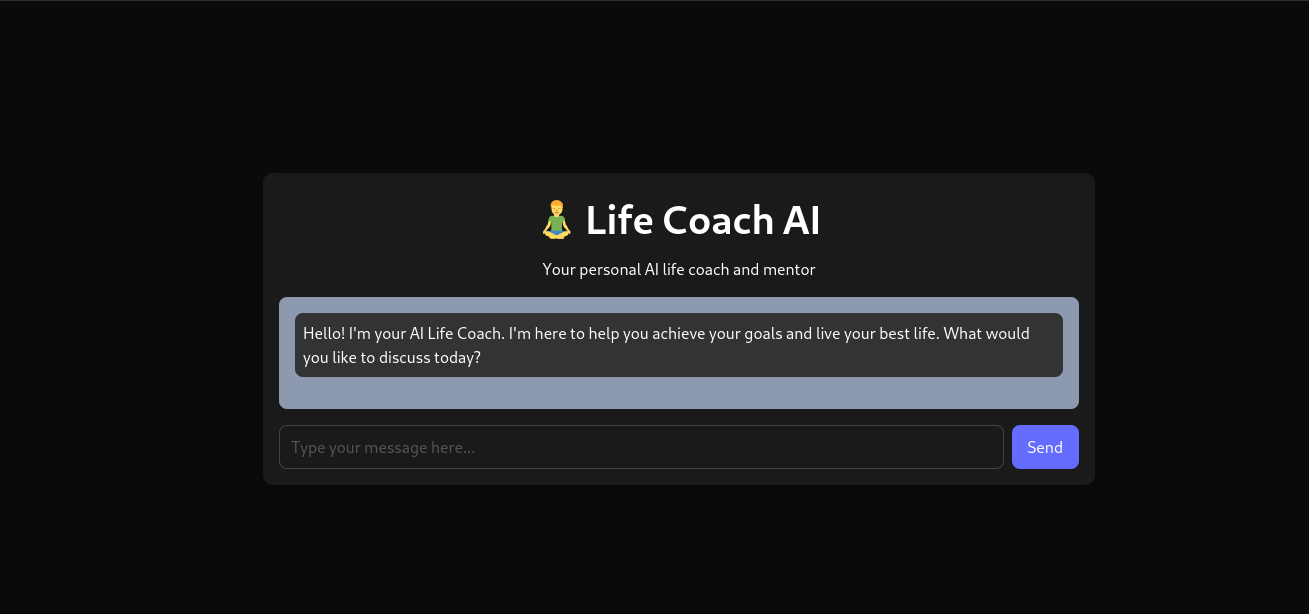 🧘 Life Coach AI
Your personal AI life coach and mentor
Hello! I'm your AI Life Coach. I'm here to help you achieve your goals and live your best life. What would
you like to discuss today?
Type your message here...
Send